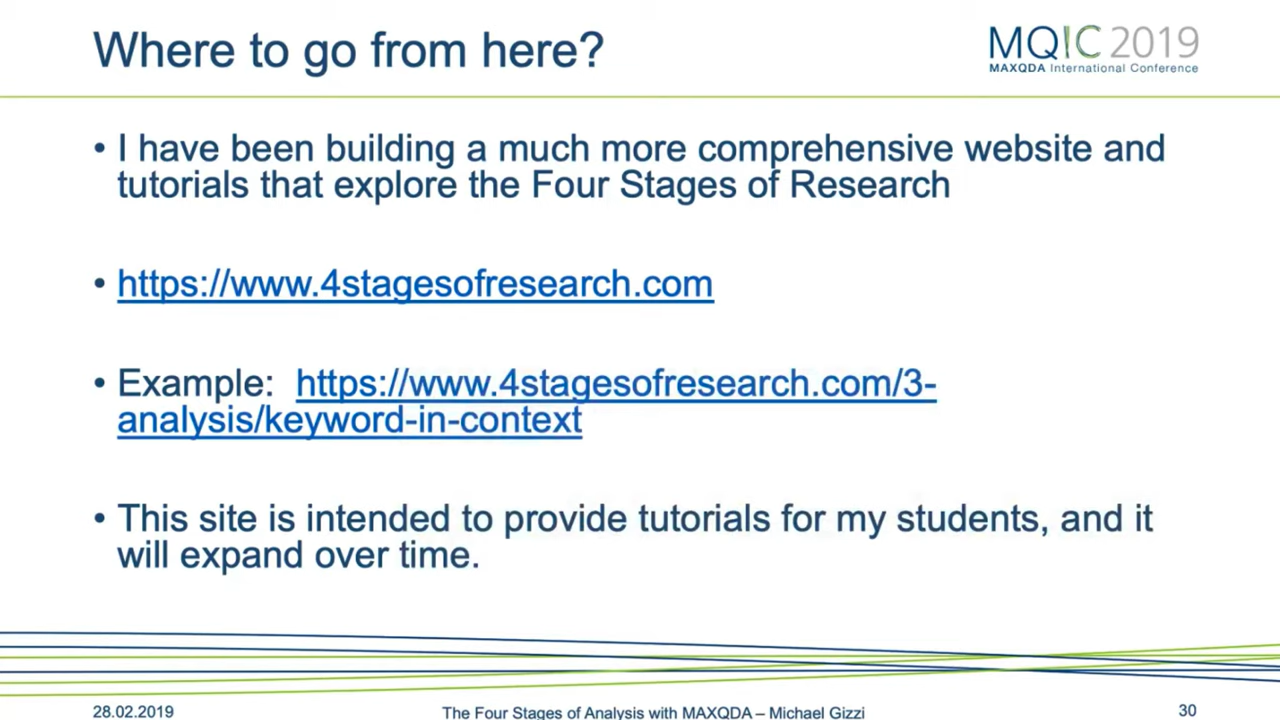 Where to go from here?
MQIC 2019
MAXQDA International Conference
• I have been building a much more comprehensive website and
tutorials that explore the Four Stages of Research
• https://www.4stagesofresearch.com
• Example: https://www.4stagesofresearch.com/3-
analysis/keyword-in-context
• This site is intended to provide tutorials for my students, and it
will expand over time.
28.02.2019
The Four Stages of Analysis with MAXQDA – Michael Gizzi
30